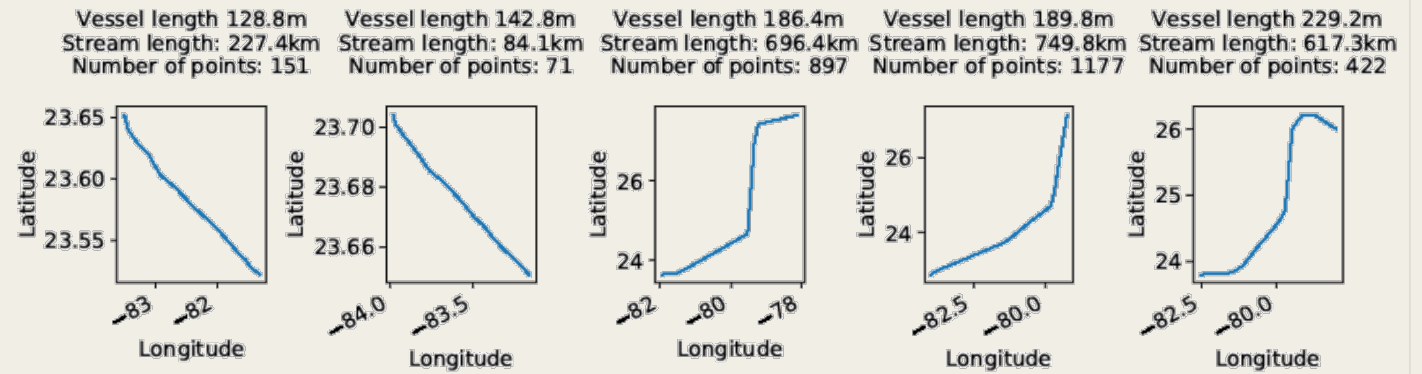 Vessel length 128.8m
Stream length: 227.4km
Number of points: 151
23.65
23.60
23.55
Latitude
−83
−82
Longitude
Vessel length 142.8m
Stream length: 84.1km
Number of points: 71
23.70
23.68
23.66
Latitude
−84.0
−83.5
Longitude
Vessel length 186.4m
Stream length: 696.4km
Number of points: 897
26
24
Latitude
−82
−80
−78
Longitude
Vessel length 189.8m
Stream length: 749.8km
Number of points: 1177
26
24
Latitude
−82.5
−80.0
Longitude
Vessel length 229.2m
Stream length: 617.3km
Number of points: 422
26
25
24
Latitude
−82.5
−80.0
Longitude